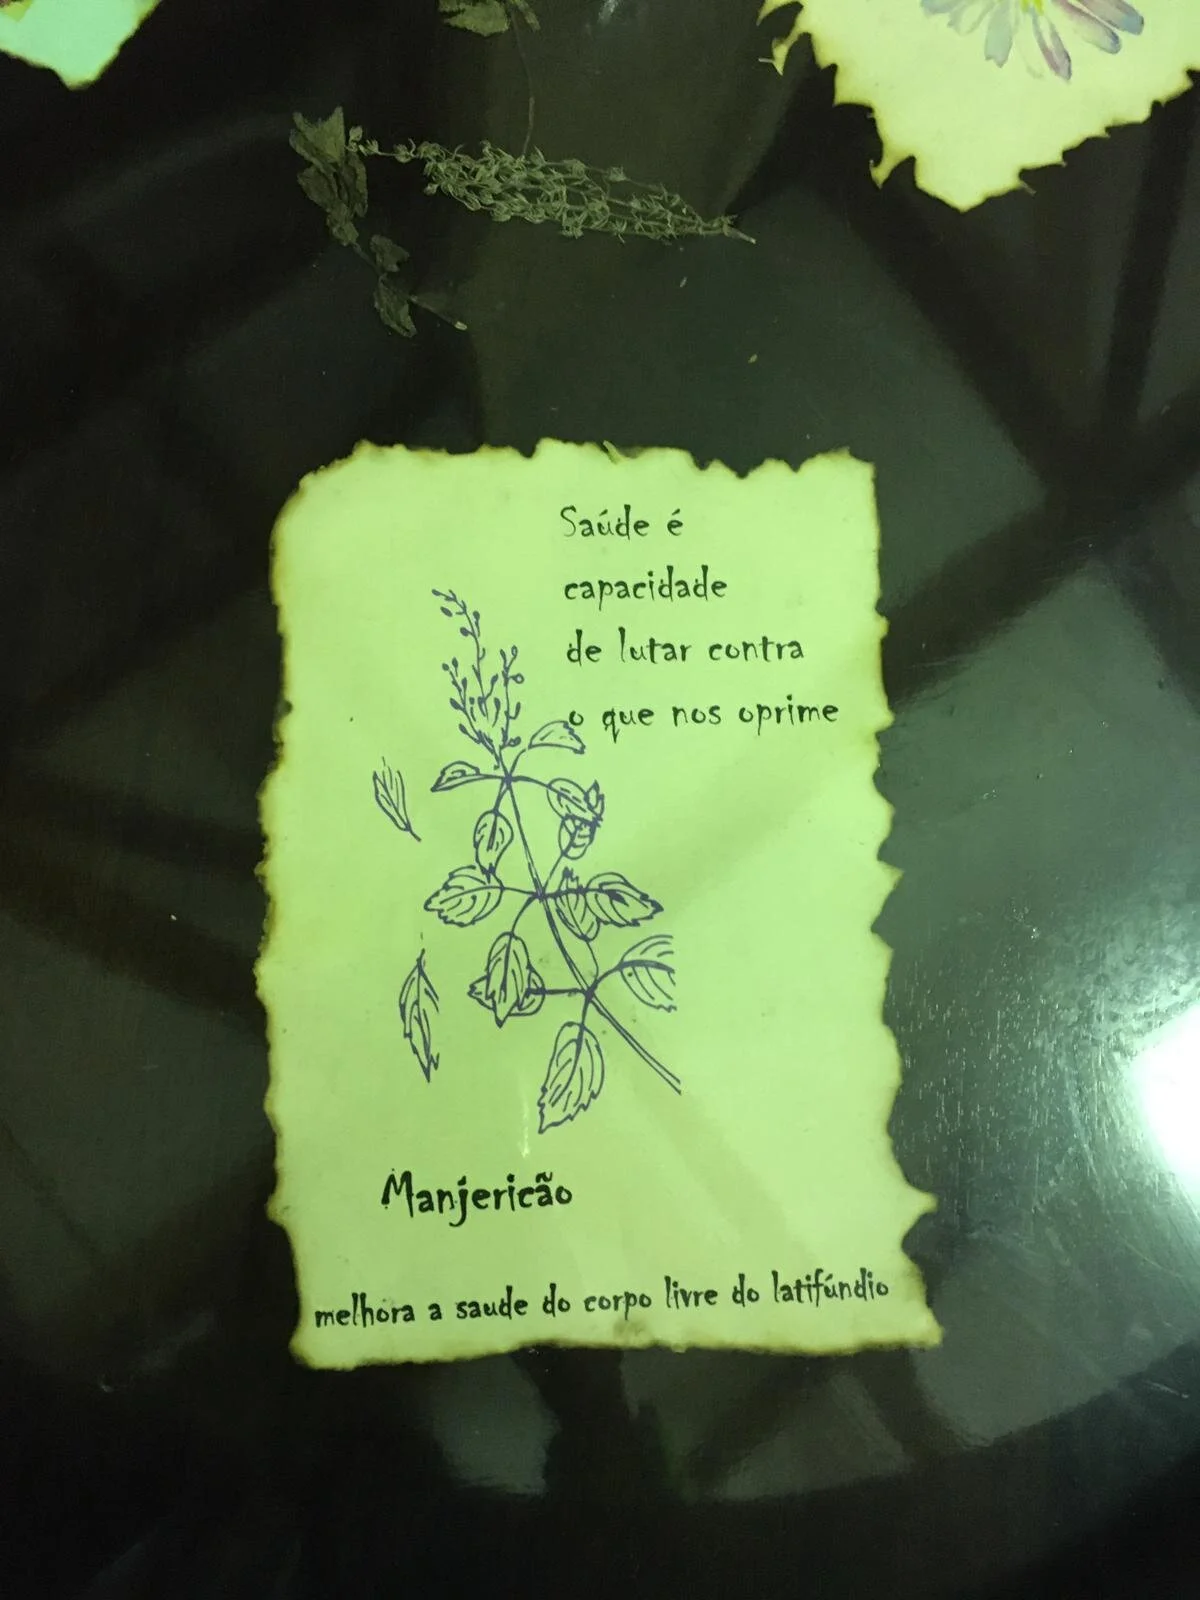 Saúde é
capacidade
de lutar contra
o que nos oprime
Manjericão
melhora a saude do corpo livre do latifúndio